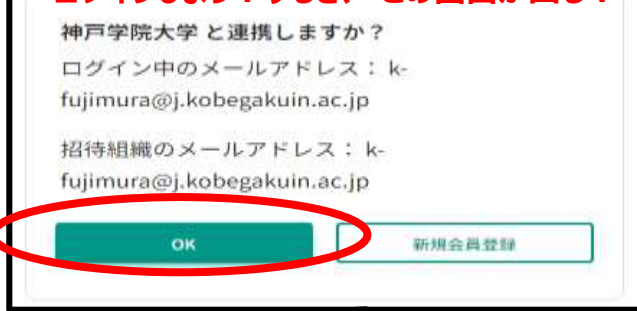 神戸学院大学 と連携しますか？
ログイン中のメールアドレス： k-
fujimura@j.kobegakuin.ac.jp
招待組織のメールアドレス： k-
fujimura@j.kobegakuin.ac.jp
OK
新規会員登録